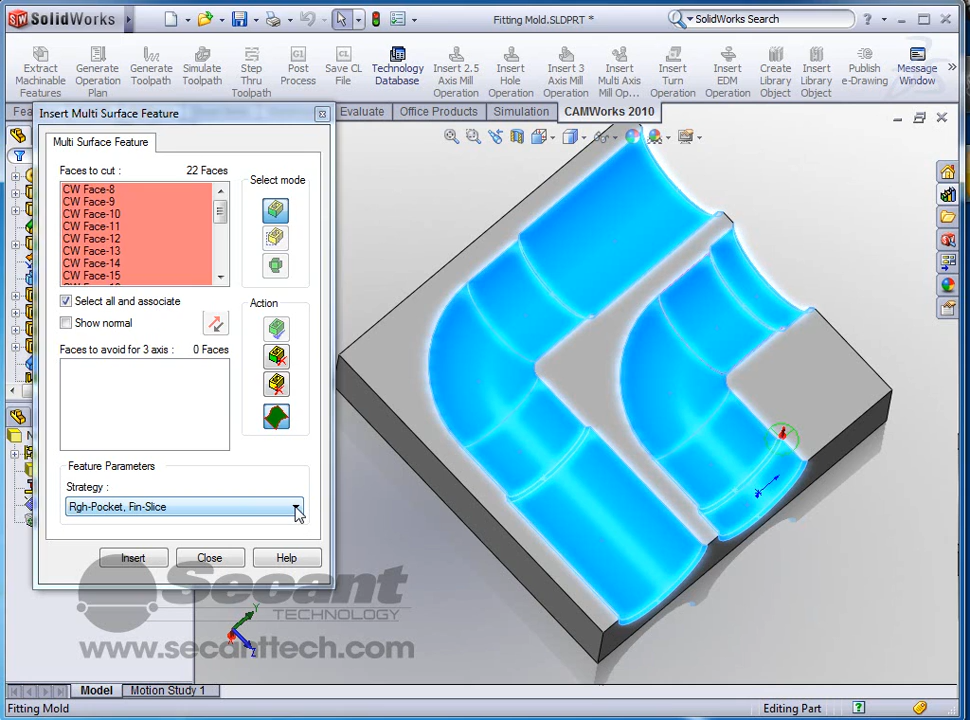 SolidWorks
Fitting Mold.SLDPRT *
SolidWorks Search
Extract Machinable Features
Generate Operation Plan
Generate Toolpath
Simulate Toolpath
Step Thru Toolpath
G1
Post Process
CL
Save CL File
Technology Database
Insert 2.5 Axis Mill Operation
Insert Hole Operation
Insert 3 Axis Mill Operation
Insert Multi Axis Mill Op...
Insert Turn Operation
Insert EDM Operation
Create Library Object
Insert Library Object
Publish e-Drawing
Message Window
Fea
Evaluate
Office Products
Simulation
CAMWorks 2010
Insert Multi Surface Feature
Multi Surface Feature
Faces to cut :
22 Faces
CW Face-8
CW Face-9
CW Face-10
CW Face-11
CW Face-12
CW Face-13
CW Face-14
CW Face-15
Select mode
Select all and associate
Show normal
Action
Faces to avoid for 3 axis :
0 Faces
Feature Parameters
Strategy :
Rgh-Pocket, Fin-Slice
Insert
Close
Help
Secant
TECHNOLOGY
www.secanttech.com
Y
Z
Model
Motion Study 1
Fitting Mold
Editing Part